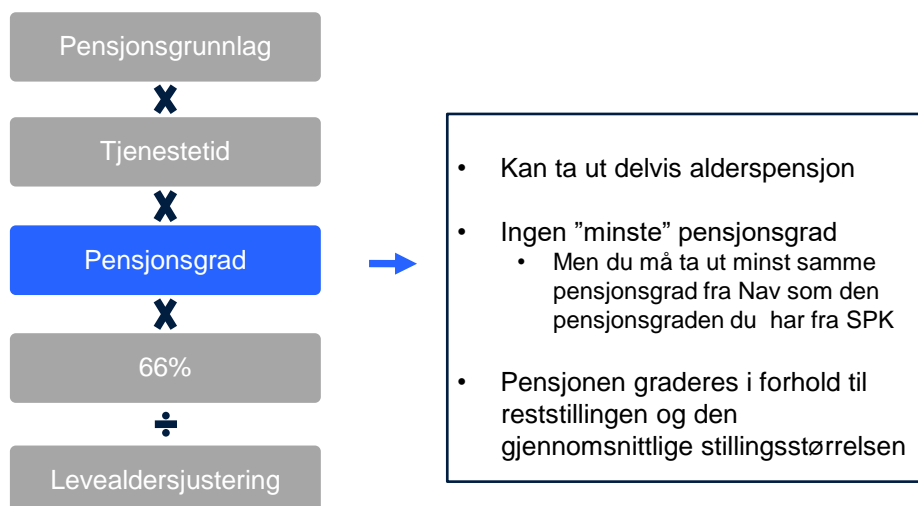 Pensjonsgrunnlag
x
Tjenestetid
x
Pensjonsgrad
x
66%
÷
Levealdersjustering
• Kan ta ut delvis alderspensjon
• Ingen ”minste” pensjonsgrad
• Men du må ta ut minst samme
pensjonsgrad fra Nav som den
pensjonsgraden du har fra SPK
• Pensjonen graderes i forhold til
reststillingen og den
gjennomsnittlige stillingsstørrelsen